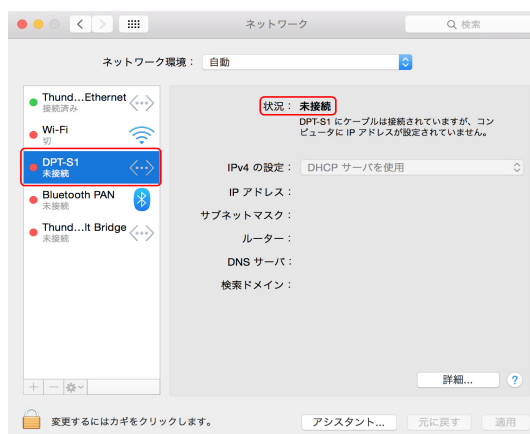 ネットワーク
検索
ネットワーク環境： 自動
Thund...Ethernet
接続済み
Wi-Fi
切
DPT-S1
未接続
Bluetooth PAN
未接続
Thund...lt Bridge
未接続
状況： 未接続
DPT-S1 にケーブルは接続されていますが、コン
ピュータに IP アドレスが設定されていません。
IPv4 の設定： DHCP サーバを使用
IP アドレス：
サブネットマスク：
ルーター：
DNS サーバ：
検索ドメイン：
詳細... ?
変更するにはカギをクリックします。
アシスタント... 元に戻す 適用